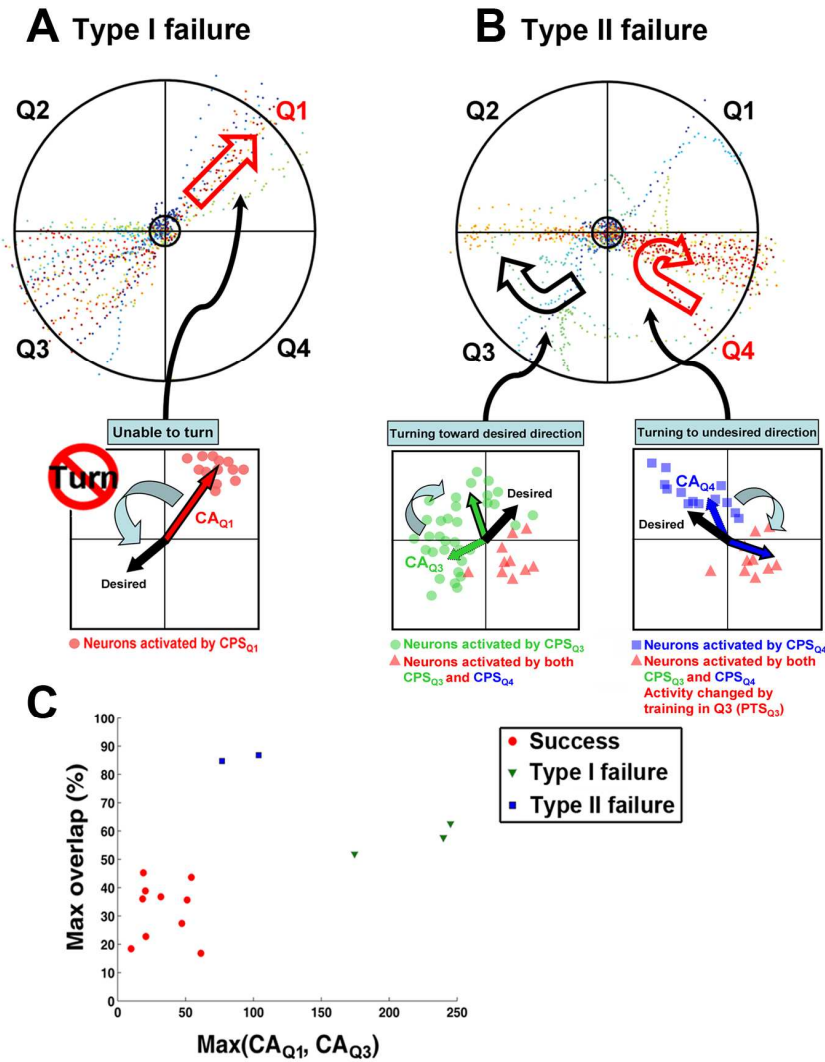 A Type I failure
B Type II failure
Q2
Q1
Q3
Q4
Q2
Q1
Q3
Q4
Unable to turn
Turning toward desired direction
Turning to undesired direction
Turn
CAQ1
Desired
Desired
CAQ3
CAQ4
Desired
Neurons activated by CPSQ1
Neurons activated by CPSQ3
Neurons activated by both
CPSQ3 and CPSQ4
Neurons activated by CPSQ4
Neurons activated by both
CPSQ3 and CPSQ4
Activity changed by
training in Q3 (PTSQ3)
C
100
90
80
70
60
50
40
30
20
10
0
Max overlap (%)
0 50 100 150 200 250
Max(CAQ1, CAQ3)
Success
Type I failure
Type II failure